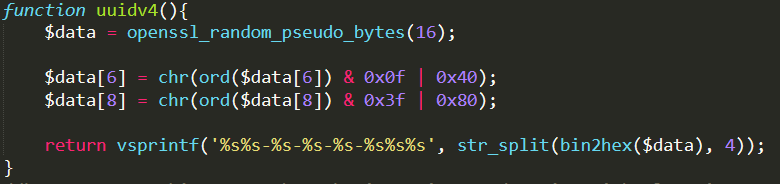 function uuidv4(){
$data = openssl_random_pseudo_bytes(16);
$data[6] = chr(ord($data[6]) & 0x0f | 0x40);
$data[8] = chr(ord($data[8]) & 0x3f | 0x80);
return vsprintf('%s%s-%s-%s-%s-%s%s%s', str_split(bin2hex($data), 4));
}